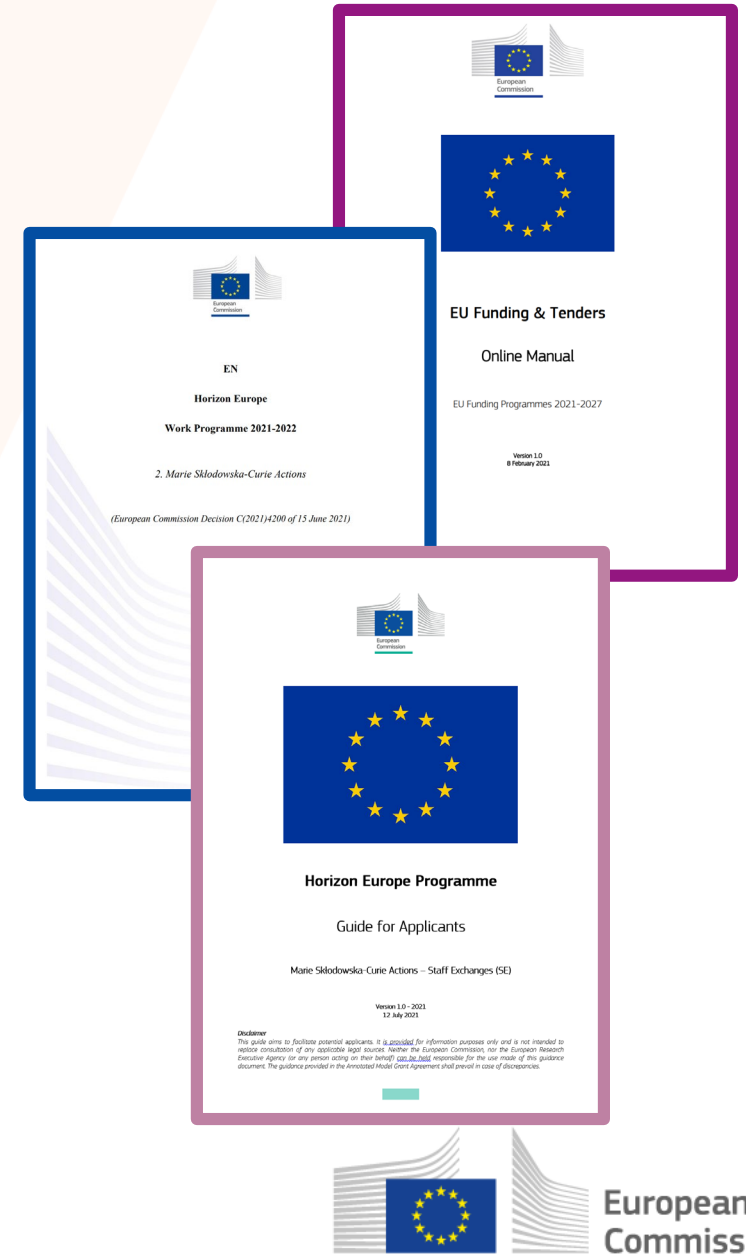 European
Commission
EU Funding & Tenders
Online Manual
EU Funding Programmes 2021-2027
Version 1.0
8 February 2021
European
Commission
EN
Horizon Europe
Work Programme 2021-2022
2. Marie Skłodowska-Curie Actions
(European Commission Decision C(2021)4200 of 15 June 2021)
European
Commission
Horizon Europe Programme
Guide for Applicants
Marie Skłodowska-Curie Actions – Staff Exchanges (SE)
Version 1.0 – 2021
12 July 2021
Disclaimer
This guide aims to facilitate potential applicants. It is provided for information purposes only and is not intended to
replace consultation of any applicable legal sources. Neither the European Commission, nor the European Research
Executive Agency (or any person acting on their behalf) can be held responsible for the use made of this guidance
document. The guidance provided in the Annotated Model Grant Agreement shall prevail in case of discrepancies.
European
Commiss